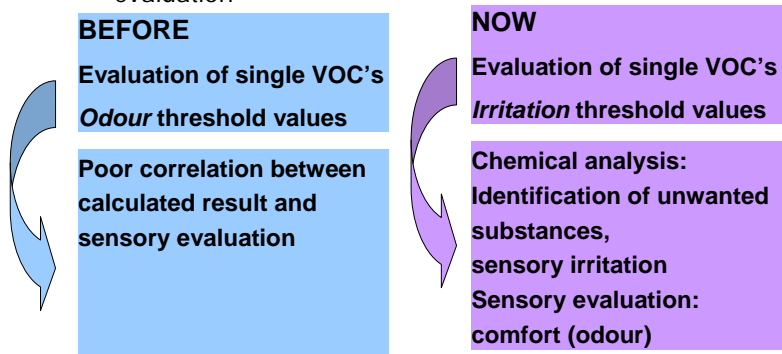 evaluation
BEFORE
Evaluation of single VOC's
Odour threshold values
Poor correlation between
calculated result and
sensory evaluation
NOW
Evaluation of single VOC's
Irritation threshold values
Chemical analysis:
Identification of unwanted
substances,
sensory irritation
Sensory evaluation:
comfort (odour)